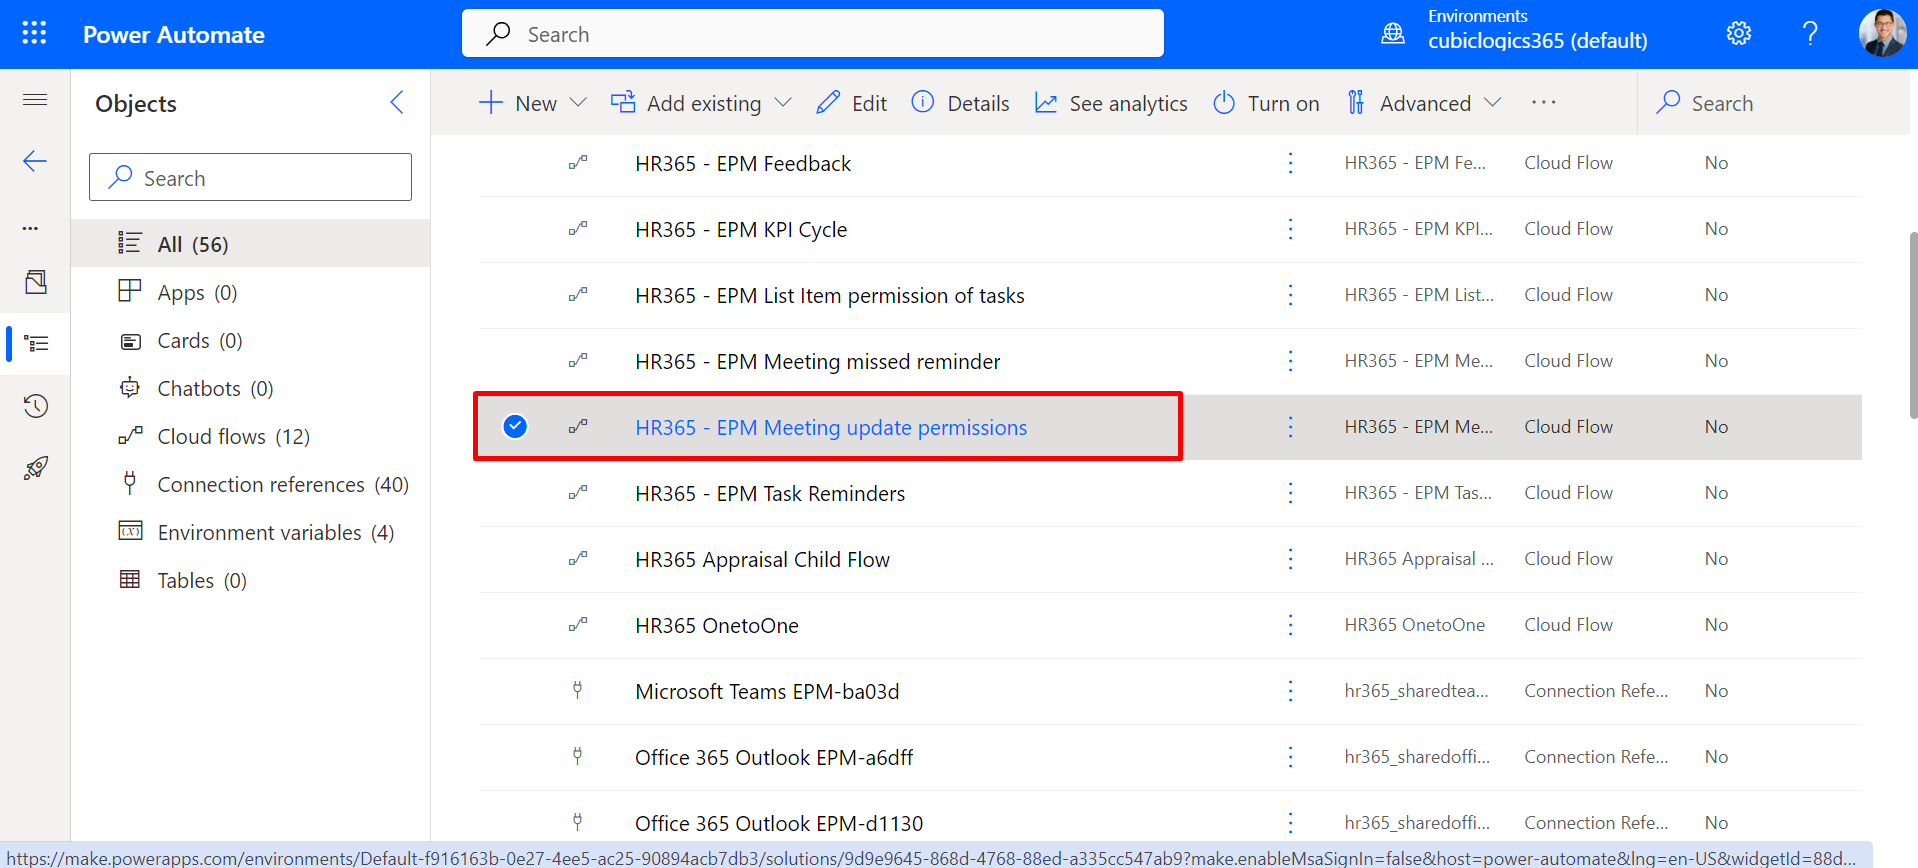 Power Automate
Search
Environments
cubiclogics365 (default)
Objects
New
Add existing
Edit
Details
See analytics
Turn on
Advanced
···
Search
Search
All (56)
Apps (0)
Cards (0)
Chatbots (0)
Cloud flows (12)
Connection references (40)
Environment variables (4)
Tables (0)
HR365 - EPM Feedback HR365 - EPM Fe... Cloud Flow No
HR365 - EPM KPI Cycle HR365 - EPM KPI... Cloud Flow No
HR365 - EPM List Item permission of tasks HR365 - EPM List... Cloud Flow No
HR365 - EPM Meeting missed reminder HR365 - EPM Me... Cloud Flow No
HR365 - EPM Meeting update permissions HR365 - EPM Me... Cloud Flow No
HR365 - EPM Task Reminders HR365 - EPM Tas... Cloud Flow No
HR365 Appraisal Child Flow HR365 Appraisal ... Cloud Flow No
HR365 OnetoOne HR365 OnetoOne Cloud Flow No
Microsoft Teams EPM-ba03d hr365_sharedtea... Connection Refe... No
Office 365 Outlook EPM-a6dff hr365_sharedoffi... Connection Refe... No
Office 365 Outlook EPM-d1130 hr365_sharedoffi... Connection Refe... No
https://make.powerapps.com/environments/Default-f916163b-0e27-4ee5-ac25-90894acb7db3/solutions/9d9e9645-868d-4768-88ed-a335cc547ab9?make.enableMsaSignIn=false&host=power-automate&lng=en-US&widgetId=88d...